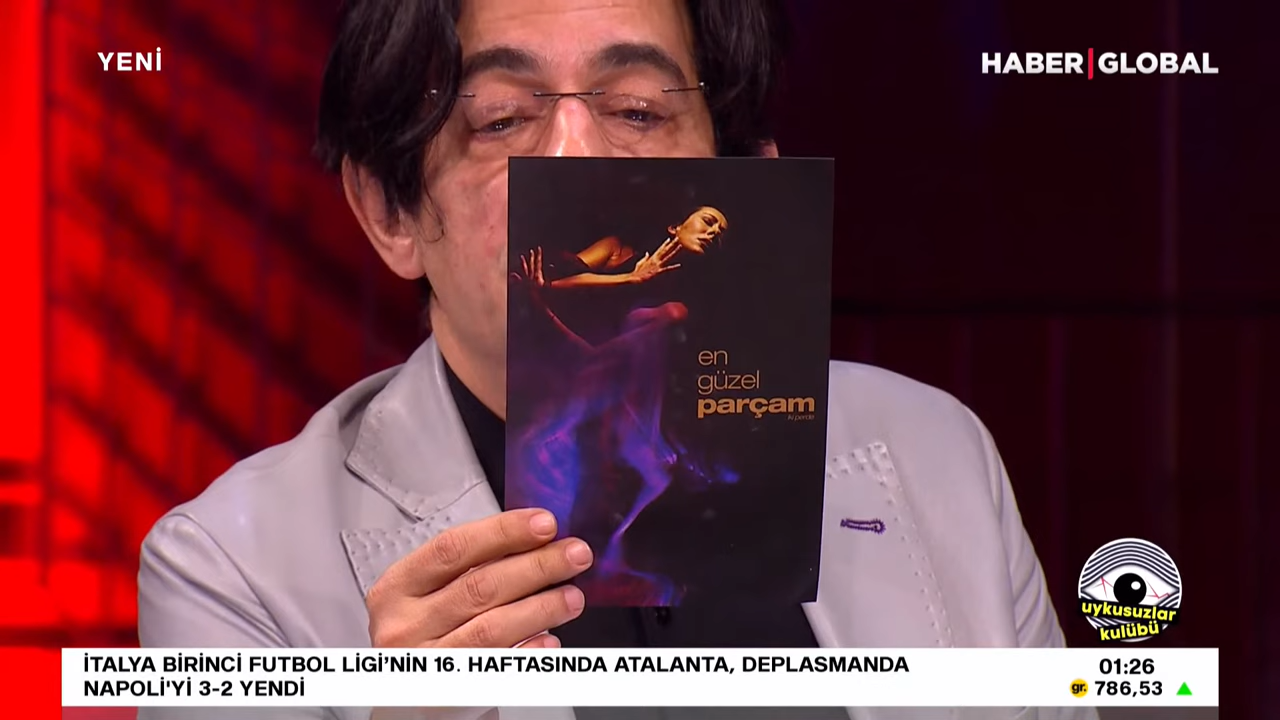 YENİ
HABER|GLOBAL
en
güzel
parçam
uykusuzlar
kulübü
İTALYA BİRİNCİ FUTBOL LİGİ’NİN 16. HAFTASINDA ATALANTA, DEPLASMANDA
NAPOLİ'Yİ 3-2 YENDİ
01:26
gr. 786,53